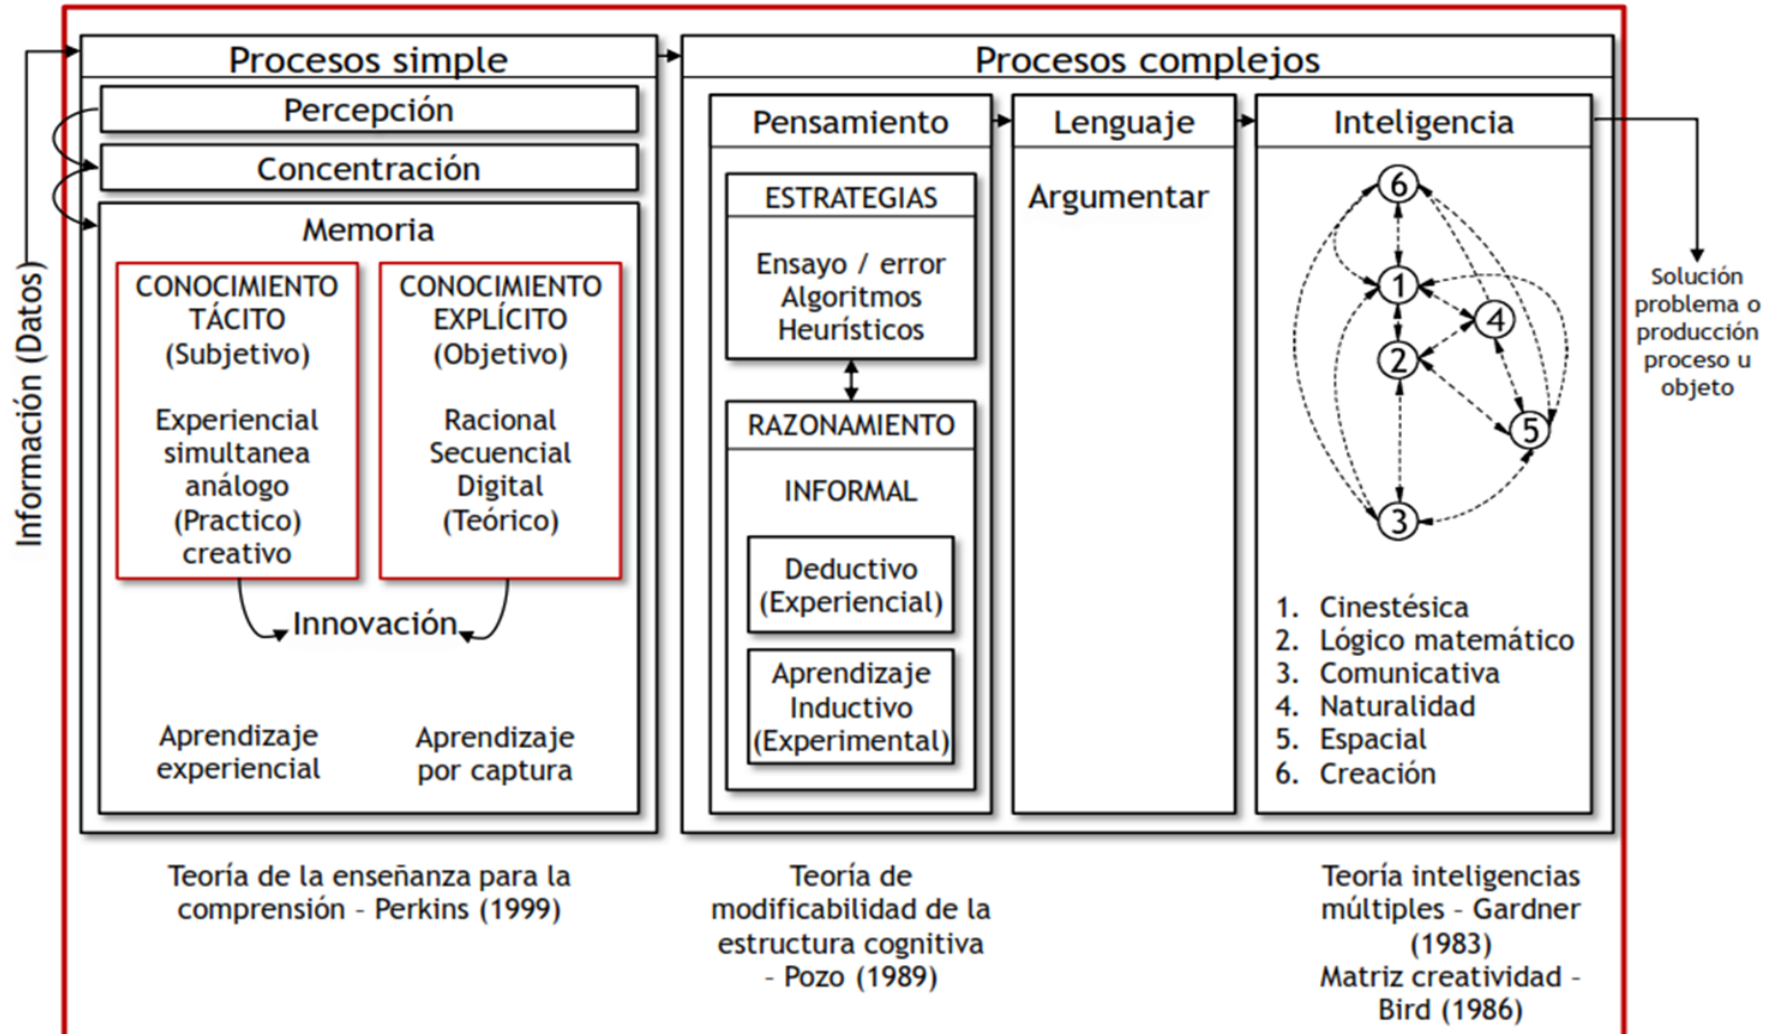 Información (Datos)
Procesos simple
Percepción
Concentración
Memoria
CONOCIMIENTO
TÁCITO
(Subjetivo)
Experiencial
simultanea
análogo
(Practico)
creativo
CONOCIMIENTO
EXPLÍCITO
(Objetivo)
Racional
Secuencial
Digital
(Teórico)
Innovación
Aprendizaje
experiencial
Aprendizaje
por captura
Procesos complejos
Pensamiento
ESTRATEGIAS
Ensayo / error
Algoritmos
Heurísticos
RAZONAMIENTO
INFORMAL
Deductivo
(Experiencial)
Aprendizaje
Inductivo
(Experimental)
Lenguaje
Argumentar
Inteligencia
6
1
4
2
5
3
1. Cinestésica
2. Lógico matemático
3. Comunicativa
4. Naturalidad
5. Espacial
6. Creación
Solución
problema o
producción
proceso u
objeto
Teoría de la enseñanza para la
comprensión - Perkins (1999)
Teoría de
modificabilidad de la
estructura cognitiva
- Pozo (1989)
Teoría inteligencias
múltiples - Gardner
(1983)
Matriz creatividad -
Bird (1986)